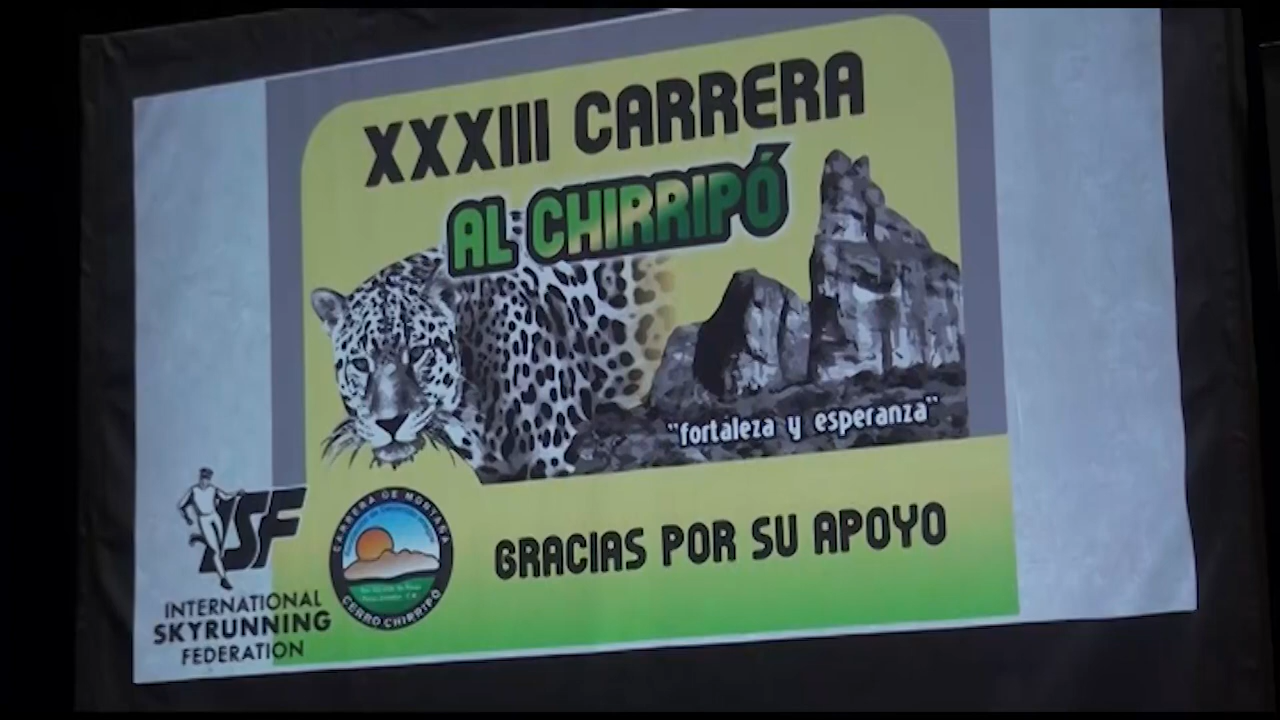 XXXIII CARRERA
AL CHIRRIPÓ
"fortaleza y esperanza"
GRACIAS POR SU APOYO
CARRERA DE MONTAÑA
CERRO CHIRRIPÓ
ISF
INTERNATIONAL
SKYRUNNING
FEDERATION